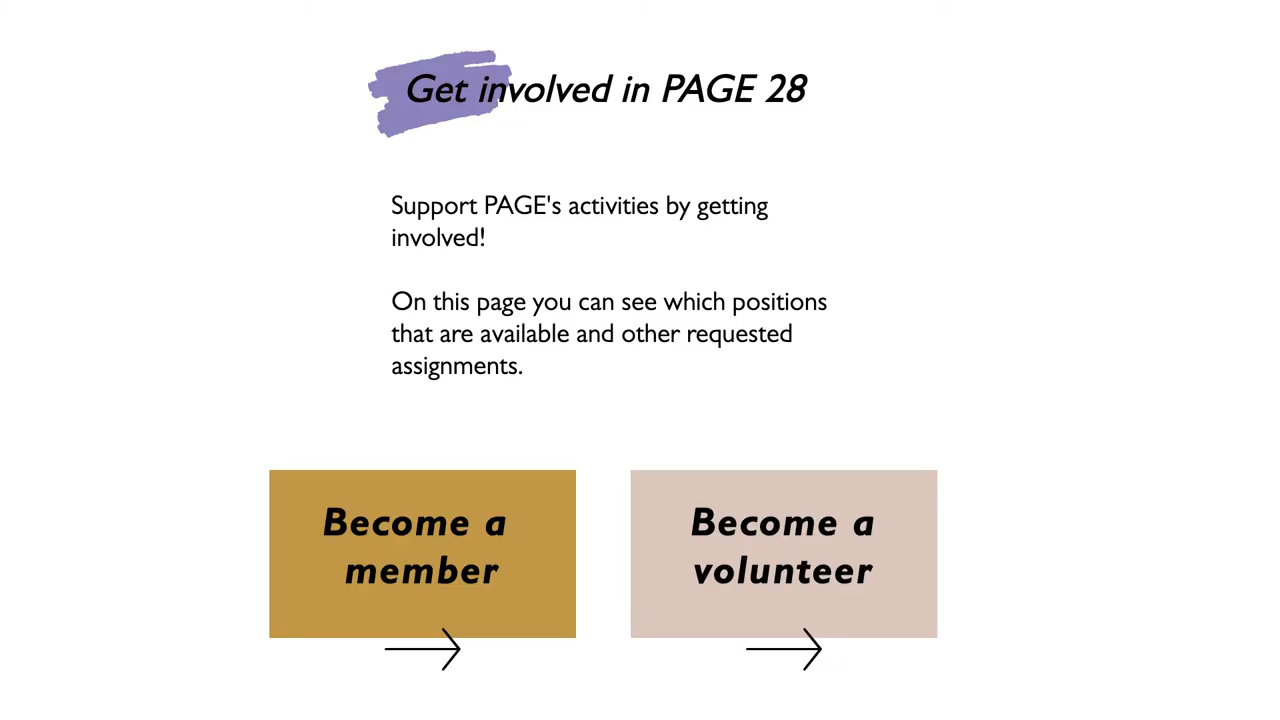 Get involved in PAGE 28
Support PAGE's activities by getting
involved!
On this page you can see which positions
that are available and other requested
assignments.
Become a
member
Become a
volunteer